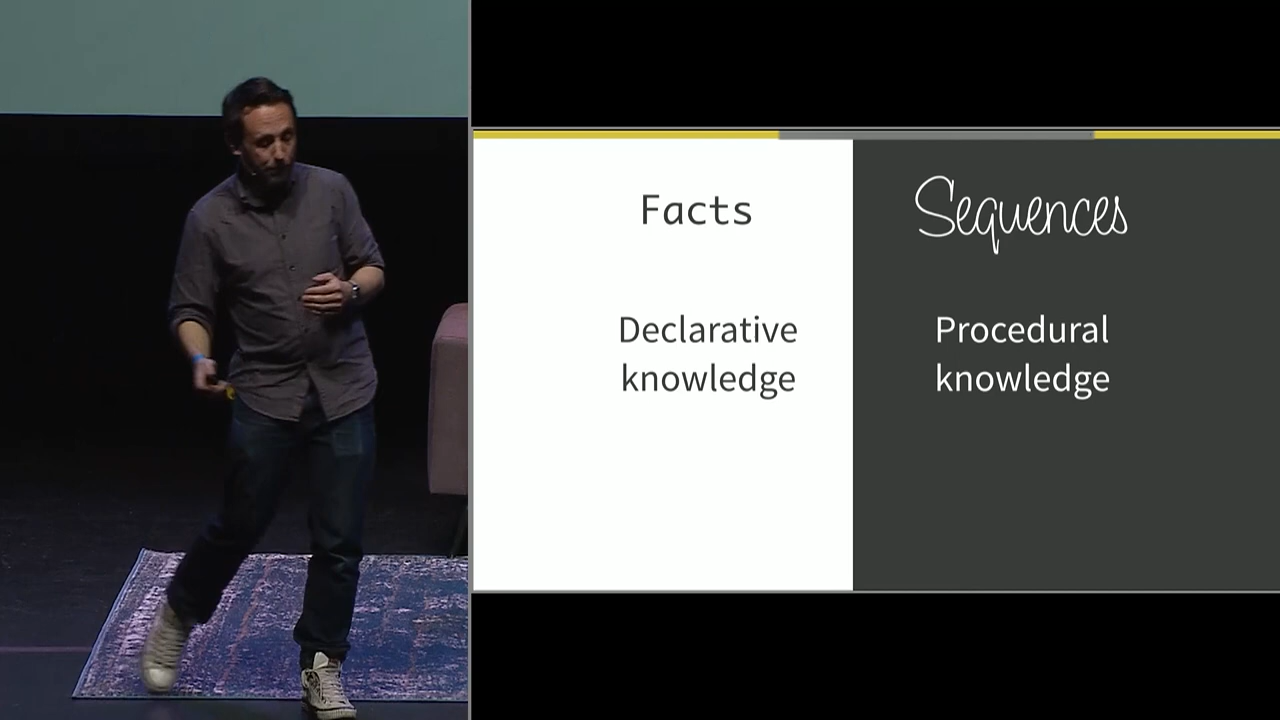 Facts
Declarative
knowledge
Sequences
Procedural
knowledge